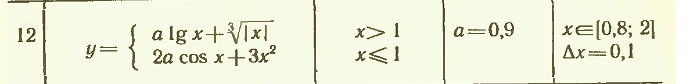 12 y= { a lg x+∛|x| x> 1 a=0,9 x∈[0,8; 2]
2a cos x+3x² x⩽1 Δx=0,1